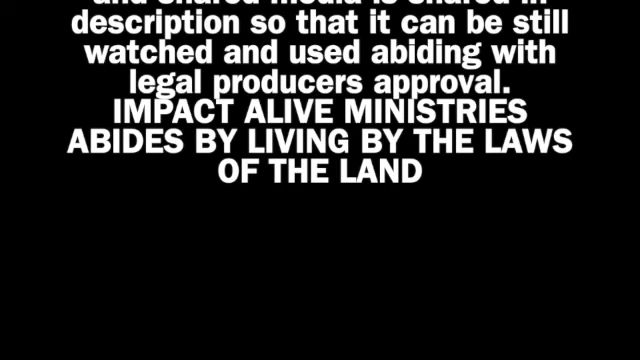 and shared media is shared in
description so that it can be still
watched and used abiding with
legal producers approval.
IMPACT ALIVE MINISTRIES
ABIDES BY LIVING BY THE LAWS
OF THE LAND